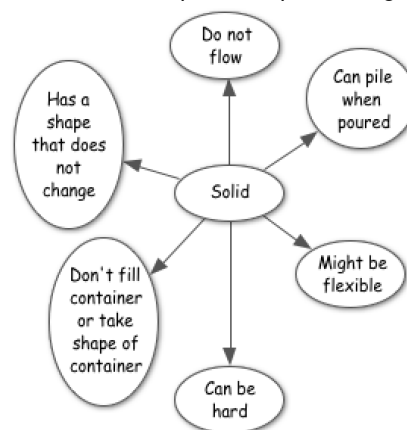 Do not
flow
Can pile
when
poured
Has a
shape
that does
not
change
Solid
Might be
flexible
Don't fill
container
or take
shape of
container
Can be
hard